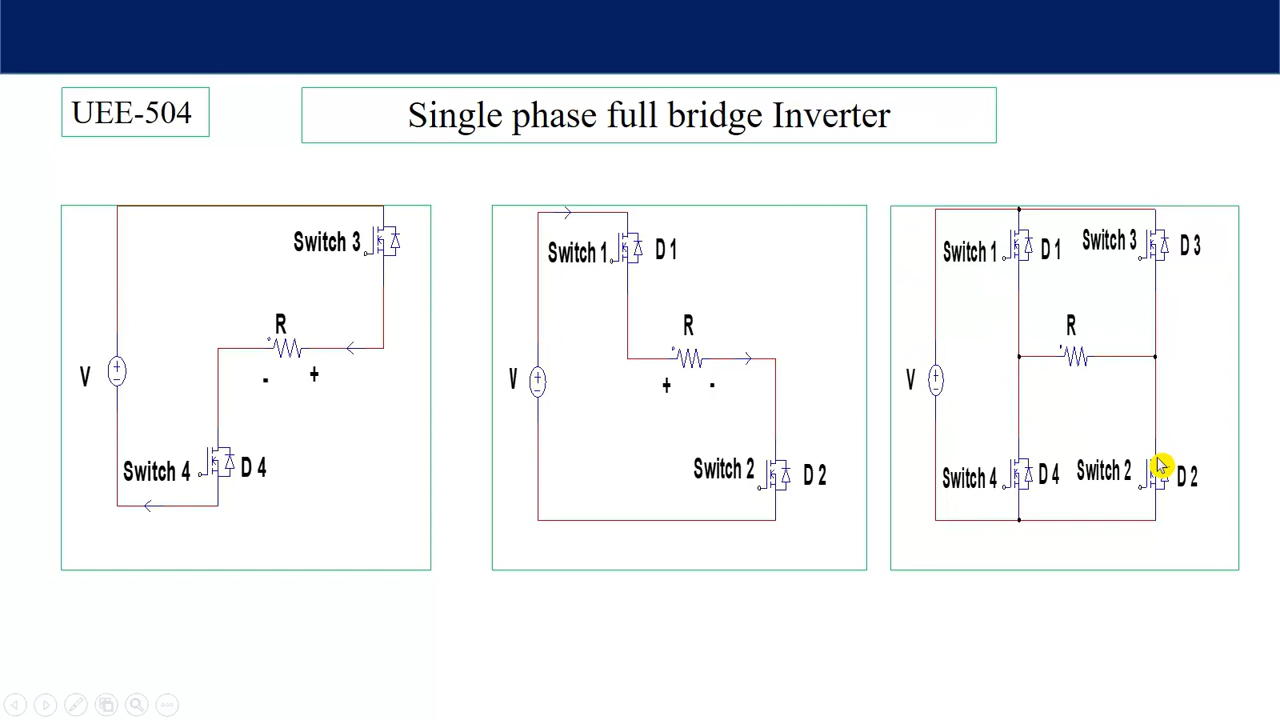 UEE-504
Single phase full bridge Inverter
Switch 3
R
- +
V
Switch 4 D 4
Switch 1 D 1
R
V
+ -
Switch 2 D 2
Switch 1 D 1 Switch 3 D 3
R
V
Switch 4 D 4 Switch 2 D 2